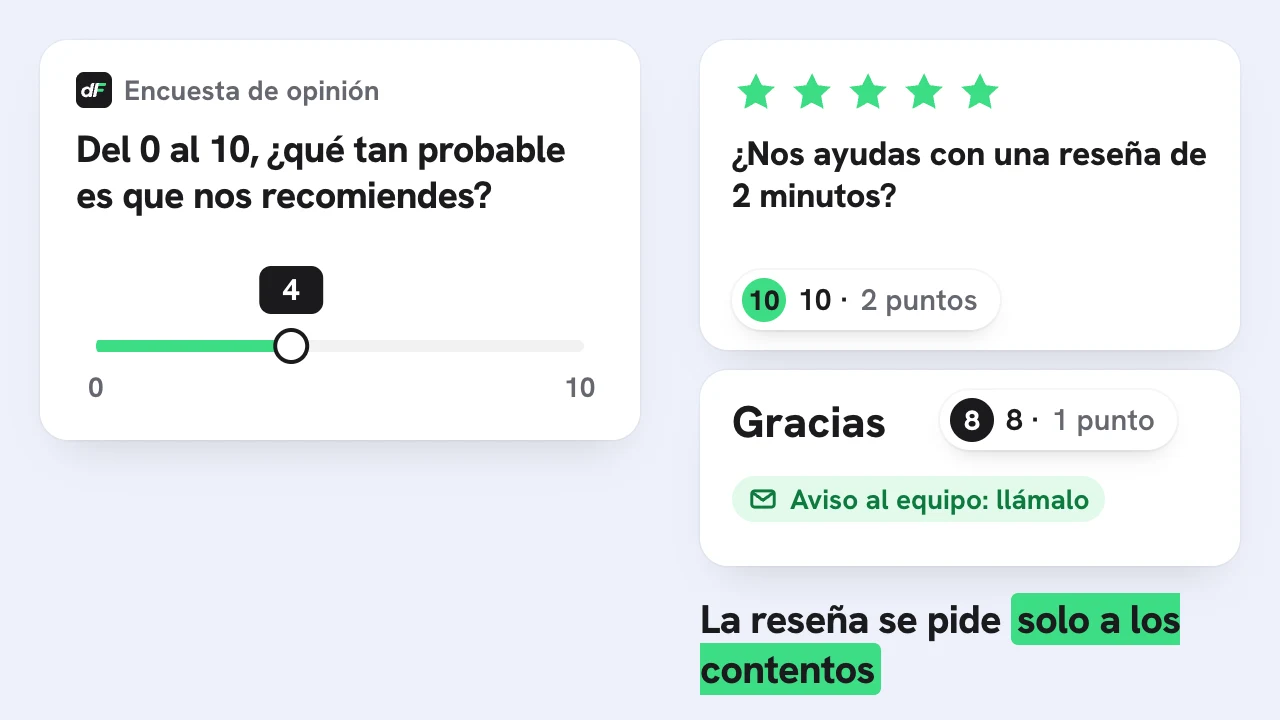 dF
Encuesta de opinión
Del 0 al 10, ¿qué tan probable
es que nos recomiendes?
4
0
10
¿Nos ayudas con una reseña de
2 minutos?
10 10 · 2 puntos
Gracias
8 8 · 1 punto
Aviso al equipo: llámalo
La reseña se pide solo a los
contentos